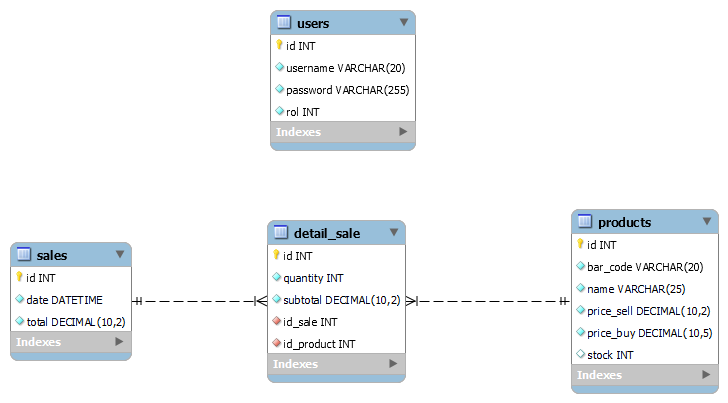 users
id INT
username VARCHAR(20)
password VARCHAR(255)
rol INT
Indexes
sales
id INT
date DATETIME
total DECIMAL(10,2)
Indexes
detail_sale
id INT
quantity INT
subtotal DECIMAL(10,2)
id_sale INT
id_product INT
Indexes
products
id INT
bar_code VARCHAR(20)
name VARCHAR(25)
price_sell DECIMAL(10,2)
price_buy DECIMAL(10,5)
stock INT
Indexes